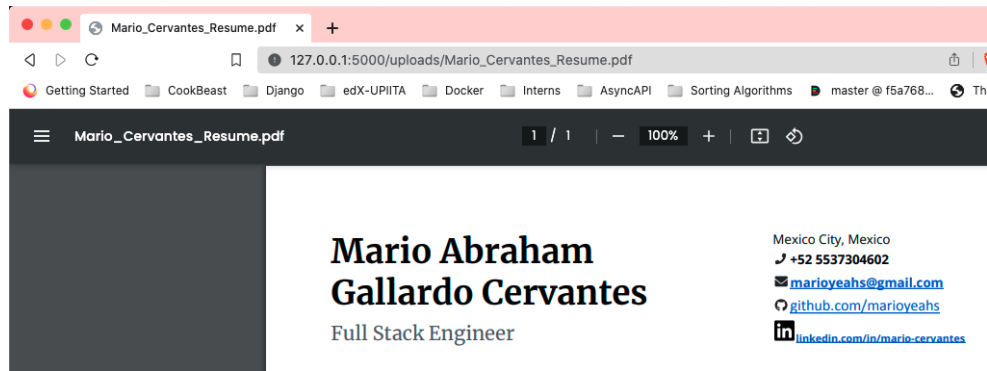 Mario_Cervantes_Resume.pdf
127.0.0.1:5000/uploads/Mario_Cervantes_Resume.pdf
Getting Started CookBeast Django edX-UPIITA Docker Interns AsyncAPI Sorting Algorithms master @ f5a768... Th
Mario_Cervantes_Resume.pdf 1 / 1 100%
Mario Abraham
Gallardo Cervantes
Full Stack Engineer
Mexico City, Mexico
+52 5537304602
marioyeahs@gmail.com
github.com/marioyeahs
in linkedin.com/in/mario-cervantes